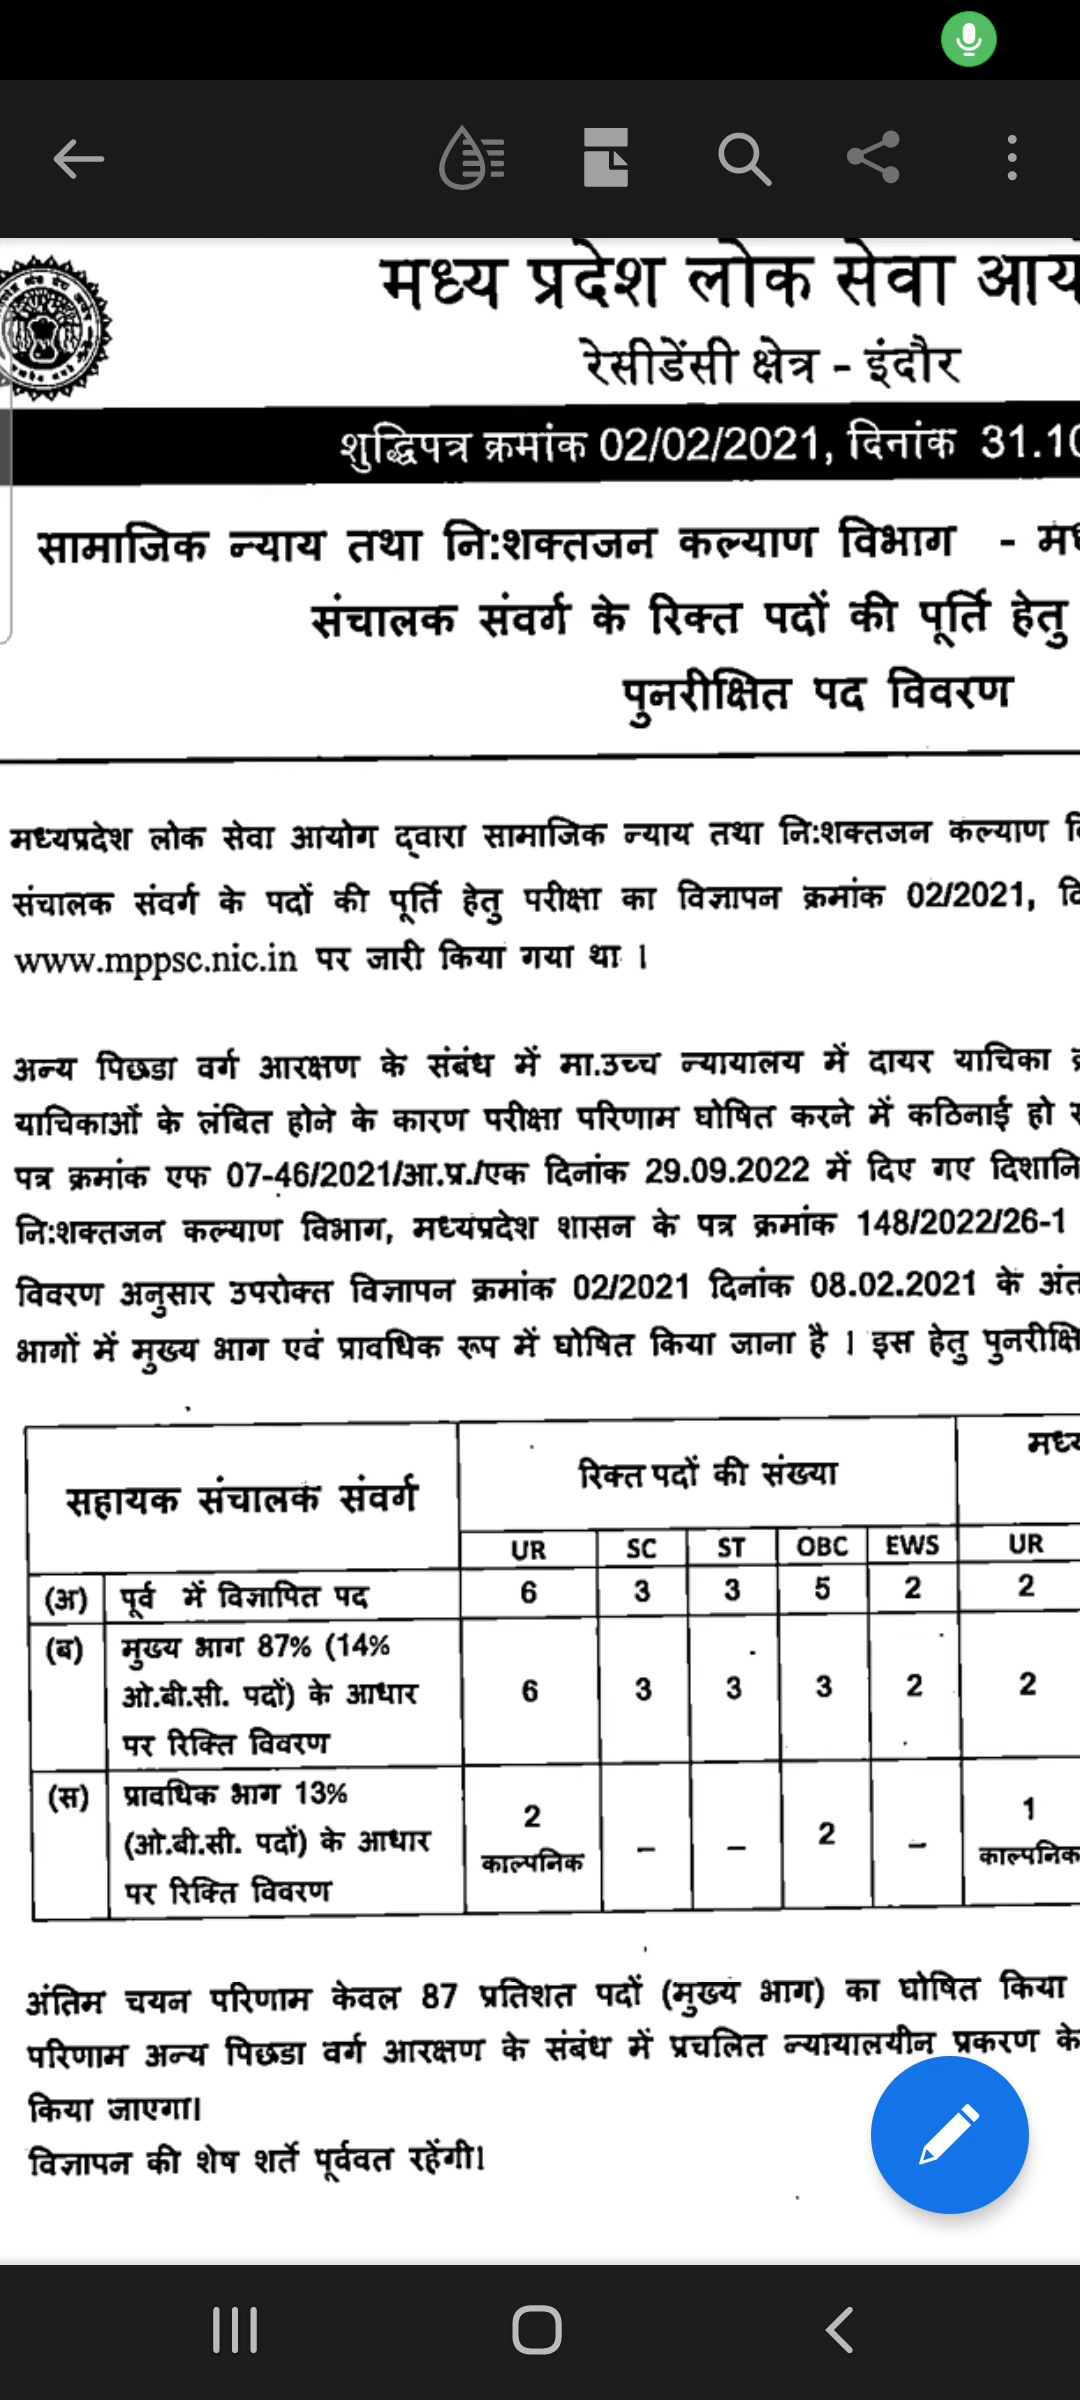 मध्य प्रदेश लोक सेवा आय
रेसीडेंसी क्षेत्र - इंदौर
शुद्धिपत्र क्रमांक 02/02/2021, दिनांक 31.10
सामाजिक न्याय तथा नि:शक्तजन कल्याण विभाग - मध
संचालक संवर्ग के रिक्त पदों की पूर्ति हेतु
पुनरीक्षित पद विवरण
मध्यप्रदेश लोक सेवा आयोग द्वारा सामाजिक न्याय तथा नि:शक्तजन कल्याण वि
संचालक संवर्ग के पदों की पूर्ति हेतु परीक्षा का विज्ञापन क्रमांक 02/2021, दि
www.mppsc.nic.in पर जारी किया गया था ।
अन्य पिछडा वर्ग आरक्षण के संबंध में मा.उच्च न्यायालय में दायर याचिका क्र
याचिकाओं के लंबित होने के कारण परीक्षा परिणाम घोषित करने में कठिनाई हो
पत्र क्रमांक एफ 07-46/2021/आ.प्र./एक दिनांक 29.09.2022 में दिए गए दिशानि
नि:शक्तजन कल्याण विभाग, मध्यप्रदेश शासन के पत्र क्रमांक 148/2022/26-1
विवरण अनुसार उपरोक्त विज्ञापन क्रमांक 02/2021 दिनांक 08.02.2021 के अंत
भागों में मुख्य भाग एवं प्रावधिक रूप में घोषित किया जाना है । इस हेतु पुनरीक्षि
सहायक संचालक संवर्ग रिक्त पदों की संख्या मध्य
UR SC ST OBC EWS UR
(अ) पूर्व में विज्ञापित पद 6 3 3 5 2 2
(ब) मुख्य भाग 87% (14%
ओ.बी.सी. पदों) के आधार 6 3 3 3 2 2
पर रिक्ति विवरण
(स) प्रावधिक भाग 13%
(ओ.बी.सी. पदों) के आधार 2 – – 2 – 1
पर रिक्ति विवरण काल्पनिक काल्पनिक
अंतिम चयन परिणाम केवल 87 प्रतिशत पदों (मुख्य भाग) का घोषित किया
परिणाम अन्य पिछडा वर्ग आरक्षण के संबंध में प्रचलित न्यायालयीन प्रकरण के
किया जाएगा।
विज्ञापन की शेष शर्ते पूर्ववत रहेंगी।